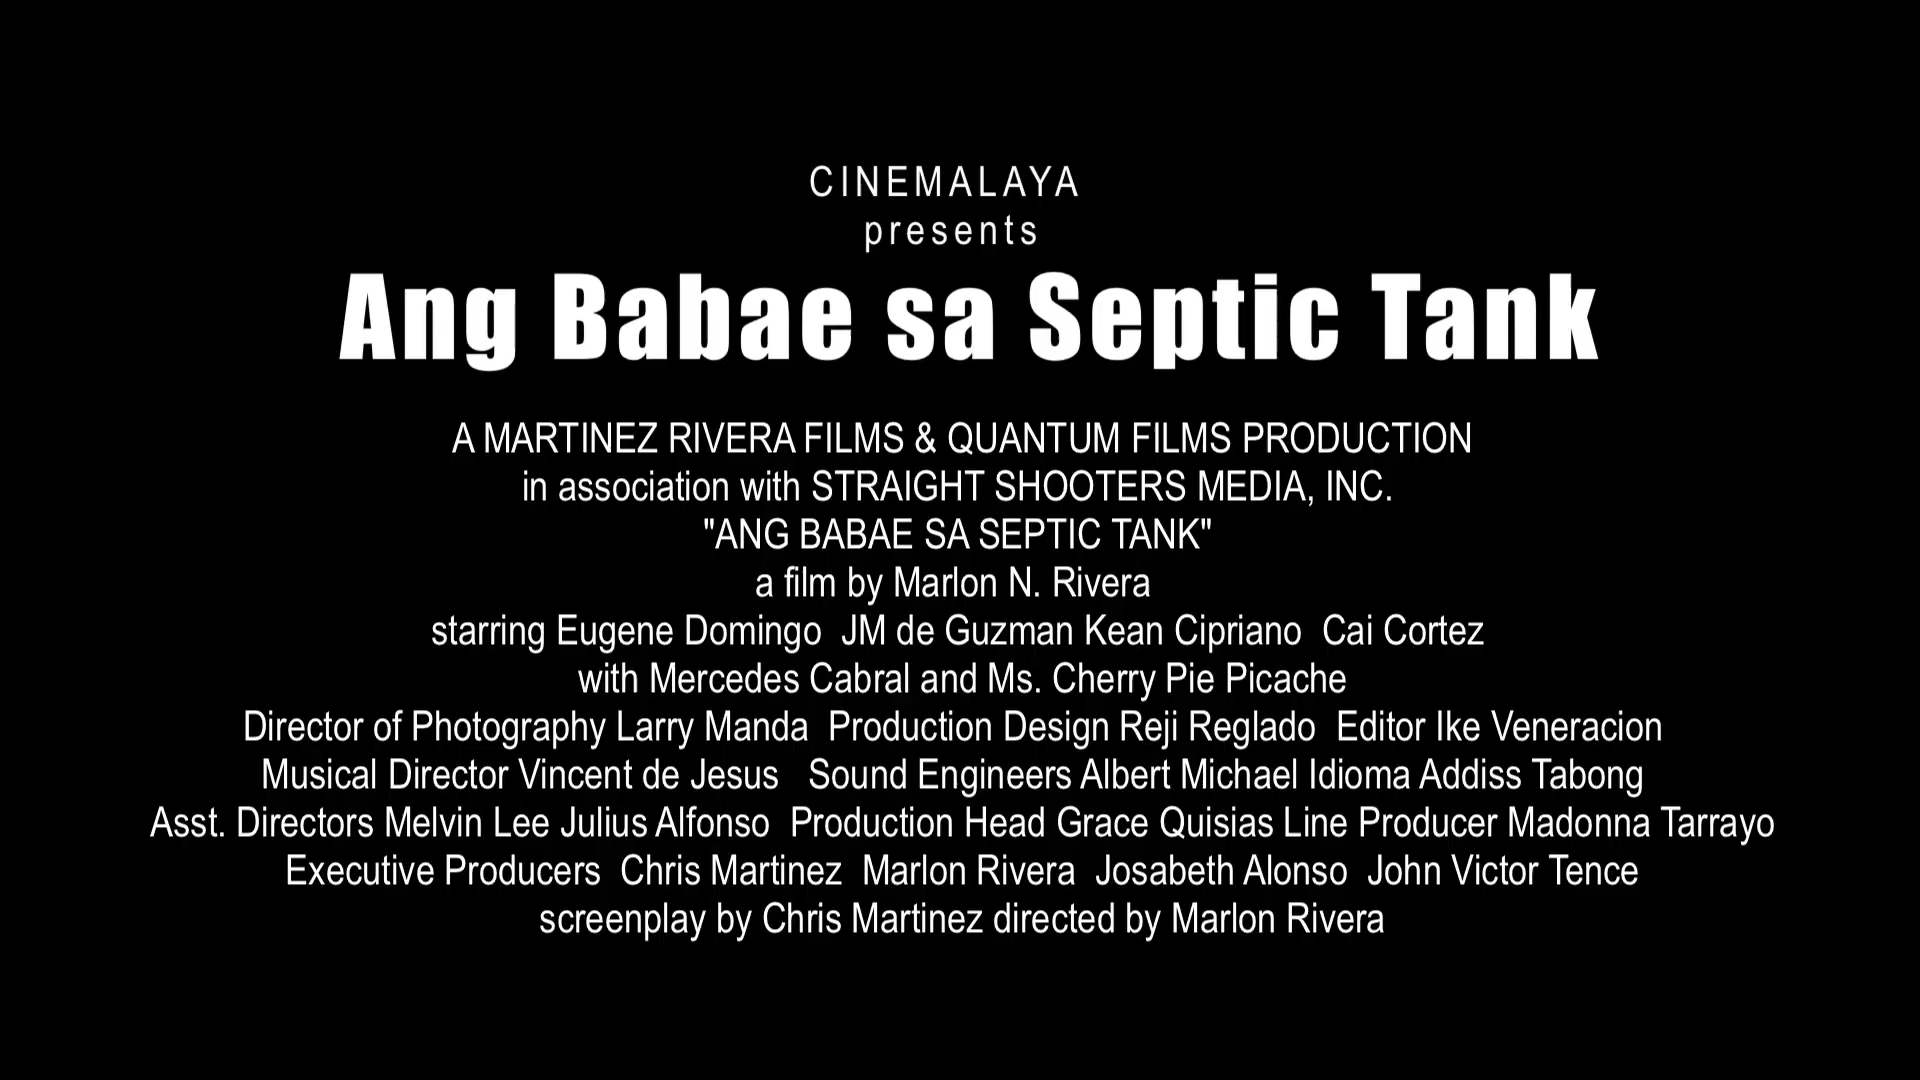 CINEMALAYA
presents
Ang Babae sa Septic Tank
A MARTINEZ RIVERA FILMS & QUANTUM FILMS PRODUCTION
in association with STRAIGHT SHOOTERS MEDIA, INC.
"ANG BABAE SA SEPTIC TANK"
a film by Marlon N. Rivera
starring Eugene Domingo  JM de Guzman Kean Cipriano  Cai Cortez
with Mercedes Cabral and Ms. Cherry Pie Picache
Director of Photography Larry Manda  Production Design Reji Reglado  Editor Ike Veneracion
Musical Director Vincent de Jesus   Sound Engineers Albert Michael Idioma Addiss Tabong
Asst. Directors Melvin Lee Julius Alfonso  Production Head Grace Quisias Line Producer Madonna Tarrayo
Executive Producers  Chris Martinez  Marlon Rivera  Josabeth Alonso  John Victor Tence
screenplay by Chris Martinez directed by Marlon Rivera